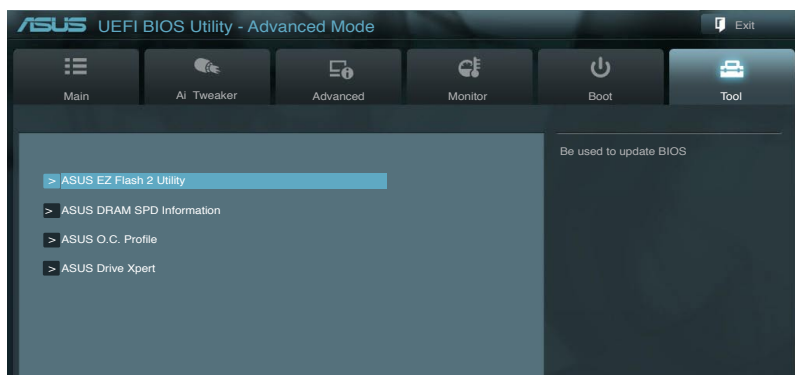 ASUS UEFI BIOS Utility - Advanced Mode
Exit
Main
Ai Tweaker
Advanced
Monitor
Boot
Tool
Be used to update BIOS
> ASUS EZ Flash 2 Utility
> ASUS DRAM SPD Information
> ASUS O.C. Profile
> ASUS Drive Xpert